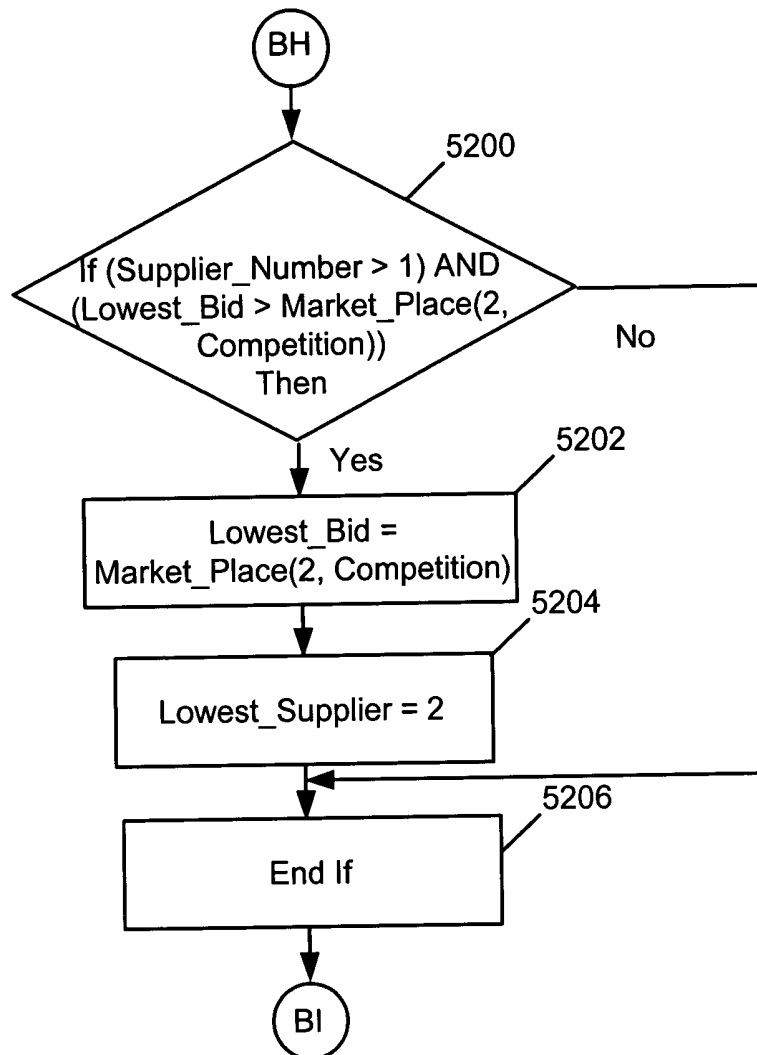 BH
5200
If (Supplier_Number > 1) AND
(Lowest_Bid > Market_Place(2,
Competition))
Then
No
Yes
5202
Lowest_Bid =
Market_Place(2, Competition)
5204
Lowest_Supplier = 2
5206
End If
BI